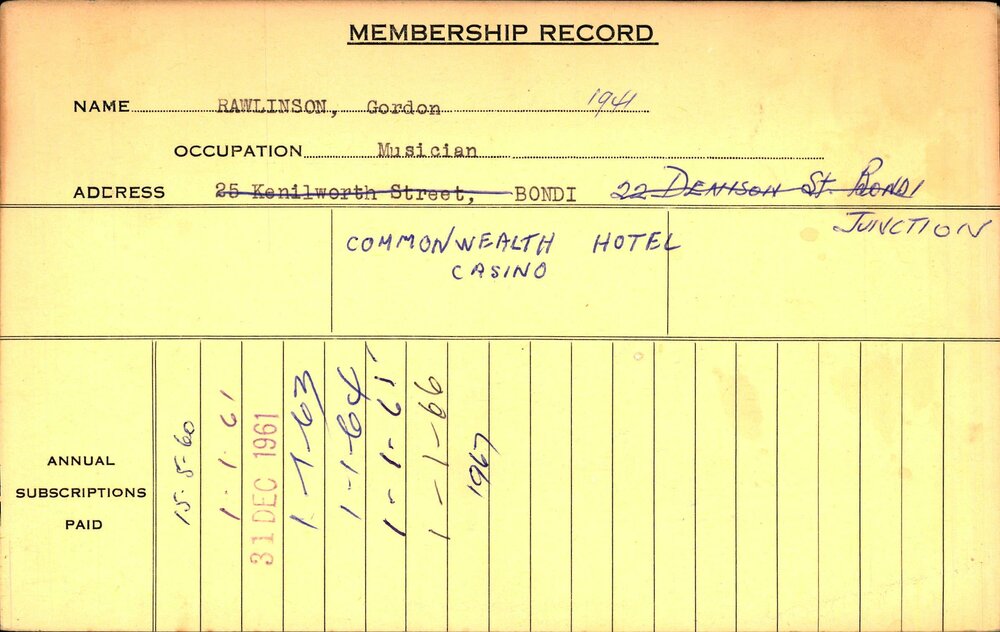 MEMBERSHIP RECORD
NAME RAWLINSON, Gordon 1941
OCCUPATION Musician
ADDRESS 25 Kenilworth Street, BONDI 22 DENISON St. BONDI
JUNCTION
COMMONWEALTH HOTEL
CASINO
ANNUAL
SUBSCRIPTIONS
PAID
15-5-60
1.1.61
31 DEC 1961
1-1-63
1-1-64
1-1-65
1-1-66
1967